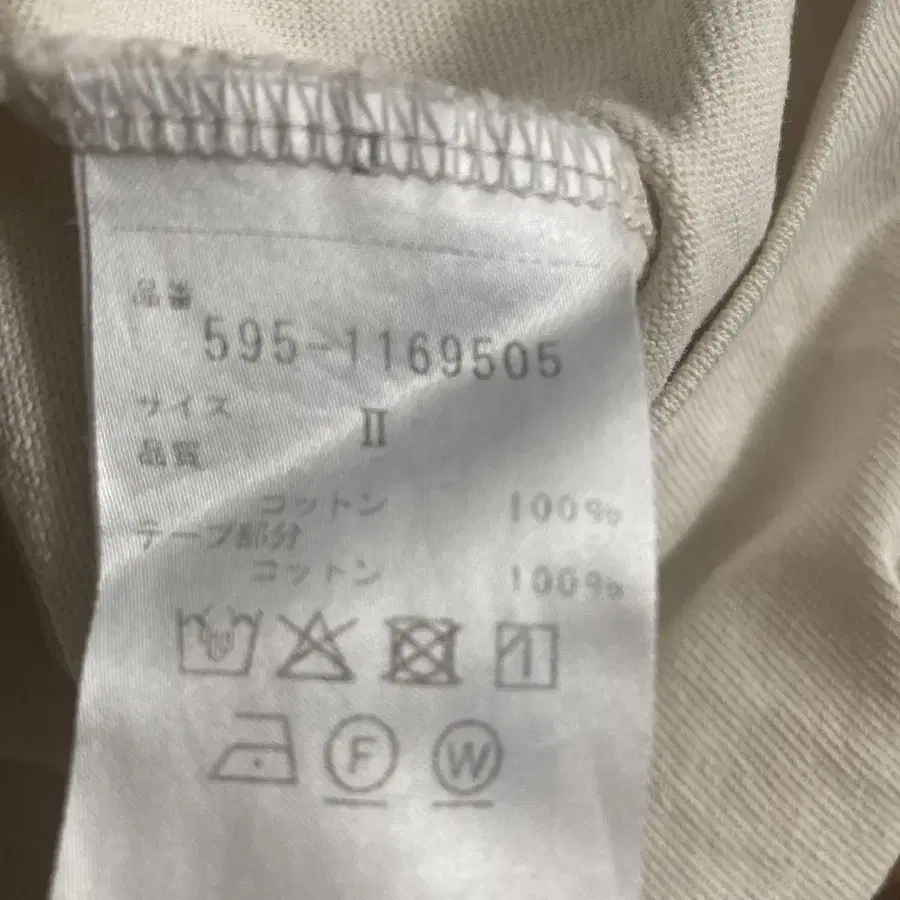 品番
595-1169505
サイズ II
品質
コットン 100%
テープ部分
コットン 100%
F W